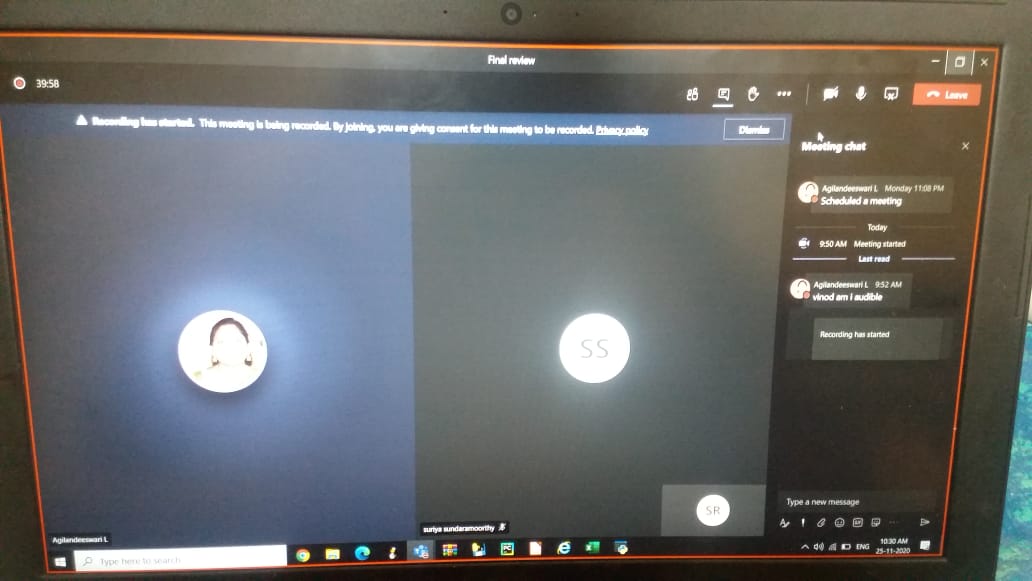 Final review
39:58
Leave
Recording has started. This meeting is being recorded. By joining, you are giving consent for this meeting to be recorded. Privacy policy
Dismiss
Meeting chat
Agilandeeswari L Monday 11:08 PM
Scheduled a meeting
Today
9:50 AM Meeting started
Last read
Agilandeeswari L 9:52 AM
vinod am i audible
Recording has started
SS
SR
Type a new message
Agilandeeswari L
suriya sundaramoorthy
Type here to search
ENG
10:30 AM
25-11-2020